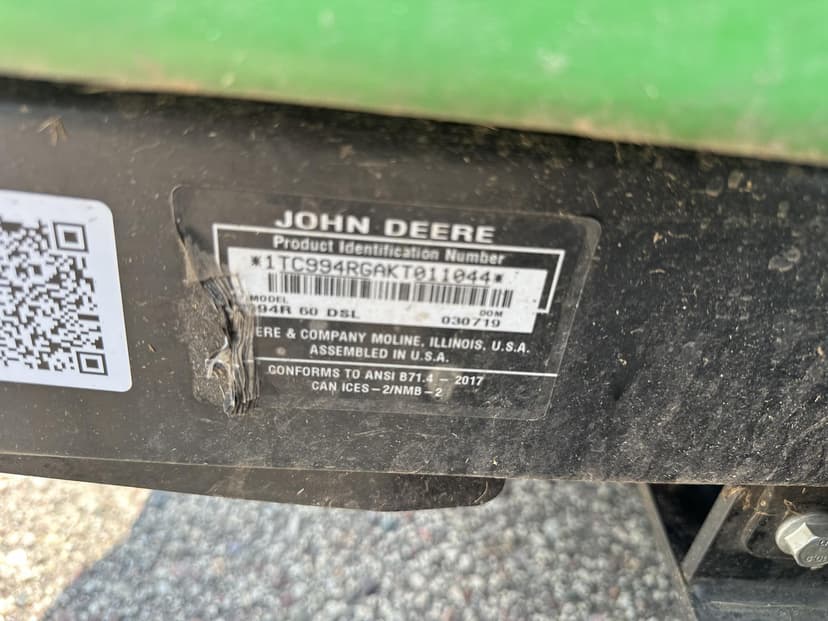 JOHN DEERE
Product Identification Number
*1TC994RGAKT011044*
MODEL DOM
94R 60 DSL 030719
ERE & COMPANY MOLINE, ILLINOIS, U.S.A.
ASSEMBLED IN U.S.A.
CONFORMS TO ANSI B71.4 – 2017
CAN ICES–2/NMB–2